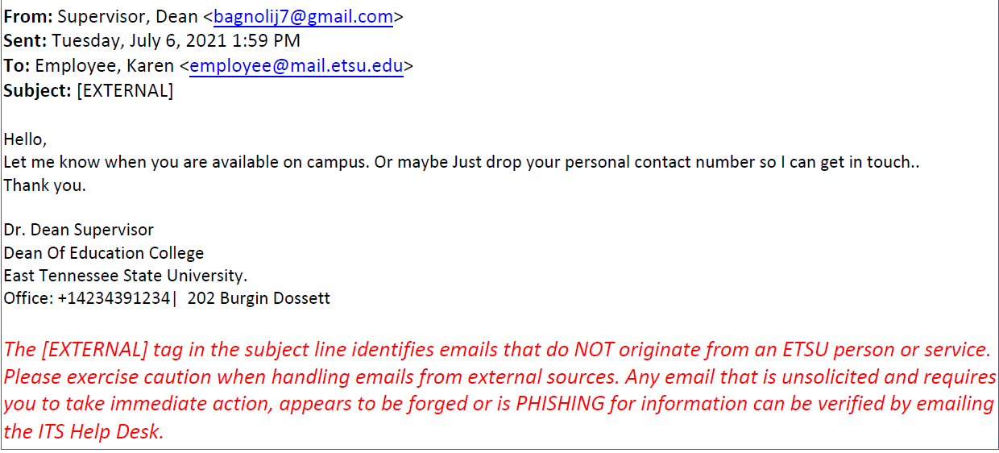 From: Supervisor, Dean <bagnolij7@gmail.com>
Sent: Tuesday, July 6, 2021 1:59 PM
To: Employee, Karen <employee@mail.etsu.edu>
Subject: [EXTERNAL]
Hello,
Let me know when you are available on campus. Or maybe Just drop your personal contact number so I can get in touch..
Thank you.
Dr. Dean Supervisor
Dean Of Education College
East Tennessee State University.
Office: +14234391234|  202 Burgin Dossett
The [EXTERNAL] tag in the subject line identifies emails that do NOT originate from an ETSU person or service.
Please exercise caution when handling emails from external sources. Any email that is unsolicited and requires
you to take immediate action, appears to be forged or is PHISHING for information can be verified by emailing
the ITS Help Desk.